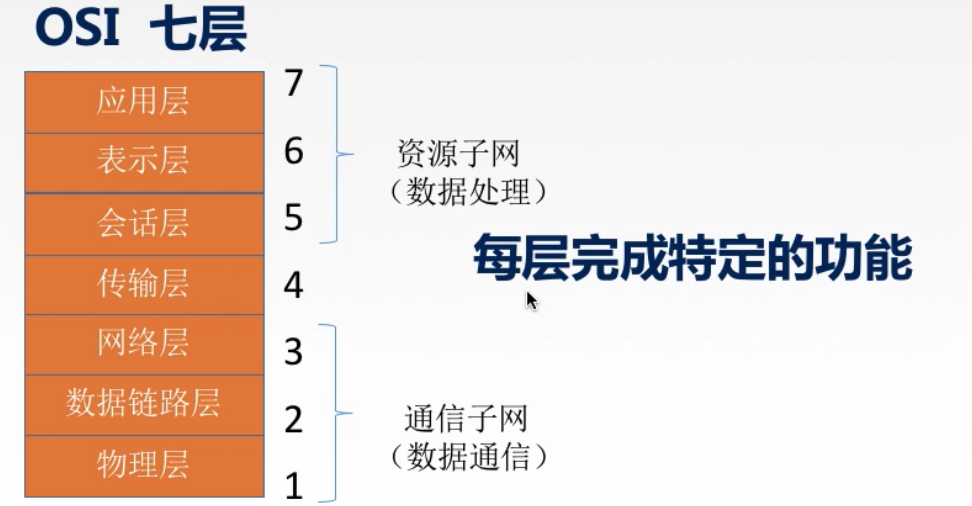 OSI 七层
应用层 7
表示层 6
会话层 5
传输层 4
网络层 3
数据链路层 2
物理层 1
资源子网
（数据处理）
每层完成特定的功能
通信子网
（数据通信）